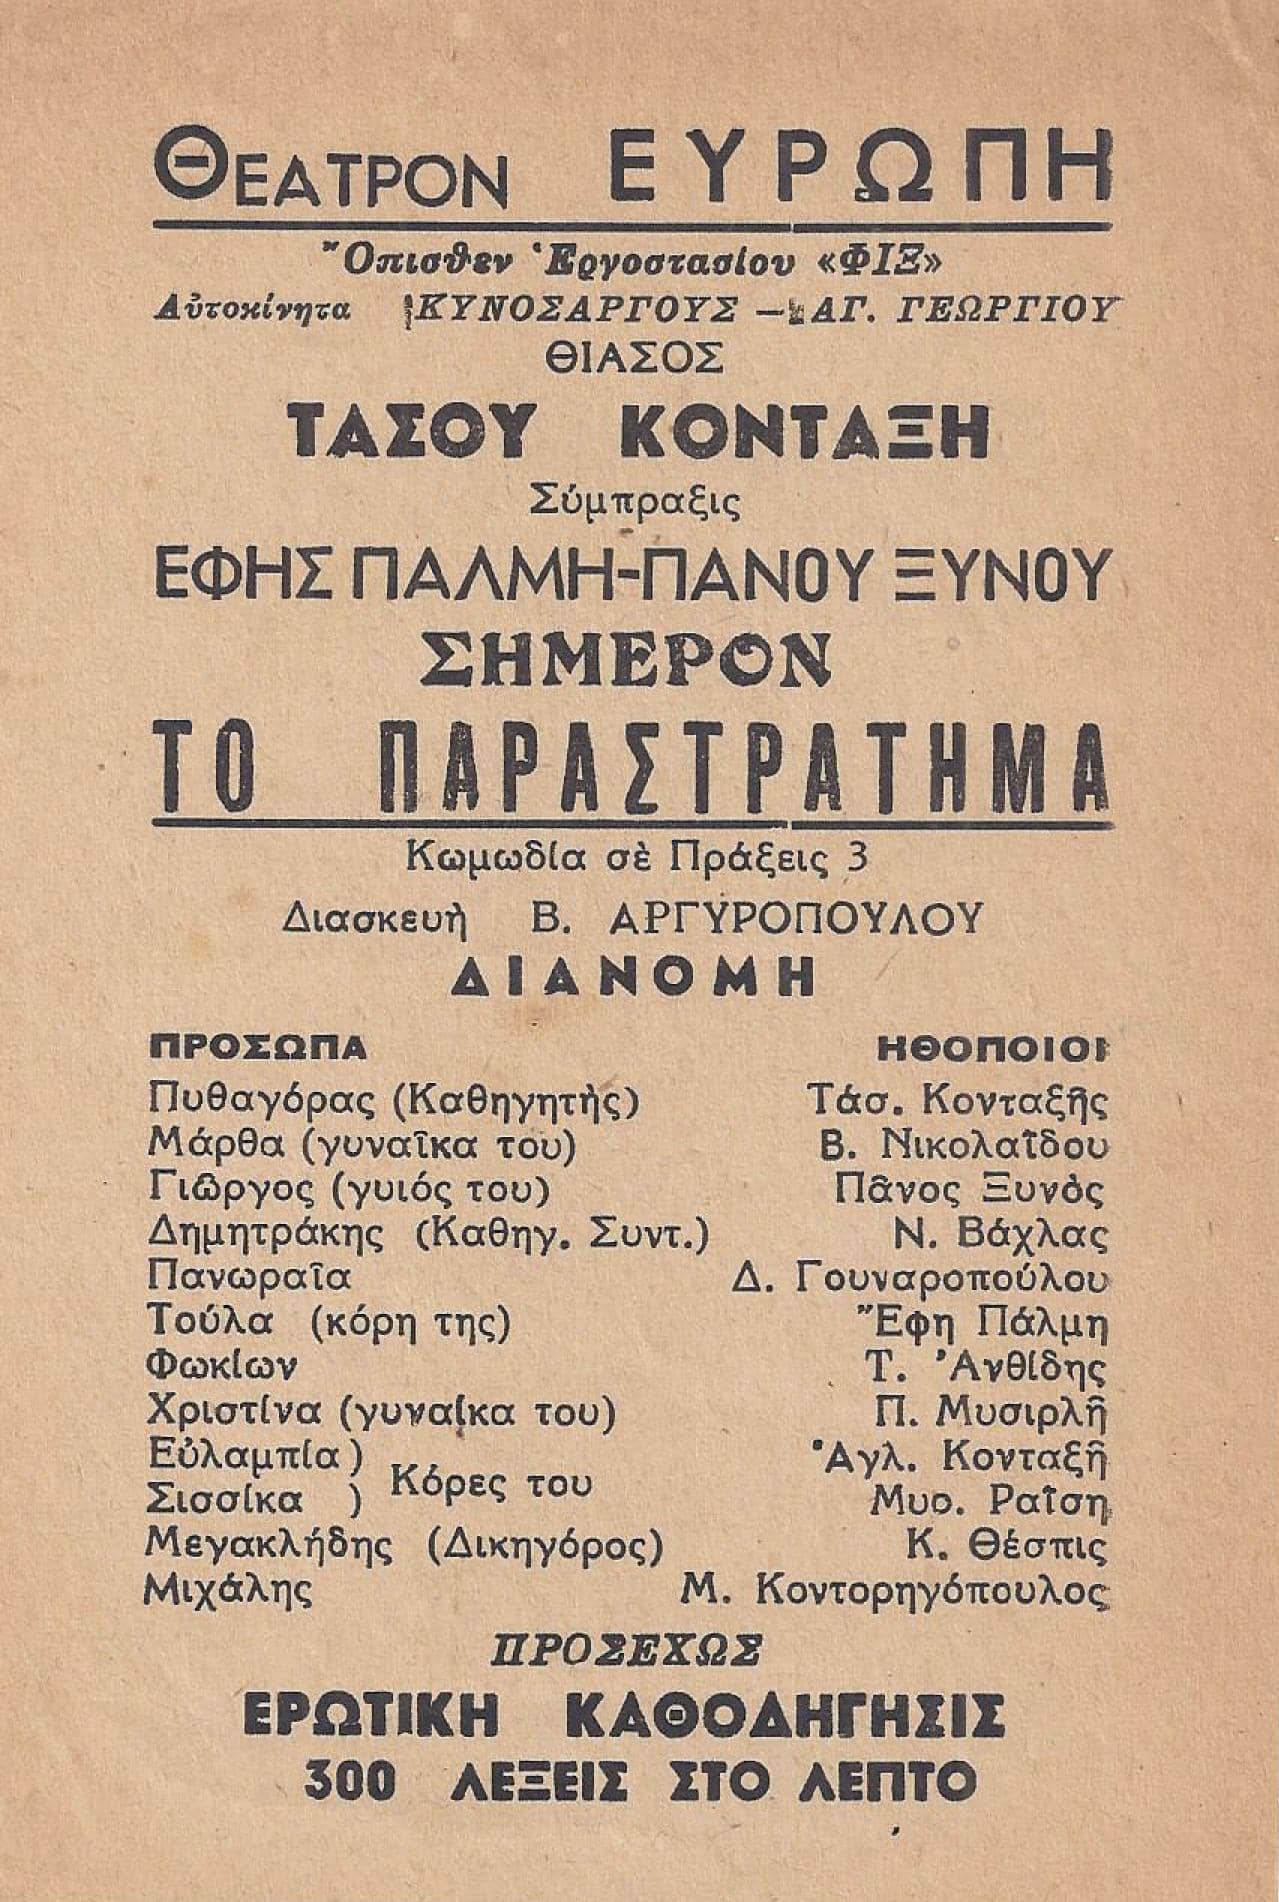 ΘΕΑΤΡΟΝ ΕΥΡΩΠΗ
Ὄπισθεν Ἐργοστασίου «ΦΙΞ»
Αὐτοκίνητα ΚΥΝΟΣΑΡΓΟΥΣ – ΑΓ. ΓΕΩΡΓΙΟΥ
ΘΙΑΣΟΣ
ΤΑΣΟΥ ΚΟΝΤΑΞΗ
Σύμπραξις
ΕΦΗΣ ΠΑΛΜΗ-ΠΑΝΟΥ ΞΥΝΟΥ
ΣΗΜΕΡΟΝ
ΤΟ ΠΑΡΑΣΤΡΑΤΗΜΑ
Κωμωδία σὲ Πράξεις 3
Διασκευὴ Β. ΑΡΓΥΡΟΠΟΥΛΟΥ
ΔΙΑΝΟΜΗ
ΠΡΟΣΩΠΑ ΗΘΟΠΟΙΟΙ
Πυθαγόρας (Καθηγητὴς) Τάσ. Κονταξῆς
Μάρθα (γυναῖκα του) Β. Νικολαΐδου
Γιῶργος (γυιός του) Πᾶνος Ξυνὸς
Δημητράκης (Καθηγ. Συντ.) Ν. Βάχλας
Πανωραῖα Δ. Γουναροπούλου
Τούλα (κόρη της) Ἔφη Πάλμη
Φωκίων Τ. Ἀνθίδης
Χριστίνα (γυναίκα του) Π. Μυσιρλῆ
Εὐλαμπία ) Ἀγλ. Κονταξῆ
Κόρες του
Σισσίκα ) Μυρ. Ραΐση
Μεγακλήδης (Δικηγόρος) Κ. Θέσπις
Μιχάλης Μ. Κοντορηγόπουλος
ΠΡΟΣΕΧΩΣ
ΕΡΩΤΙΚΗ ΚΑΘΟΔΗΓΗΣΙΣ
300 ΛΕΞΕΙΣ ΣΤΟ ΛΕΠΤΟ